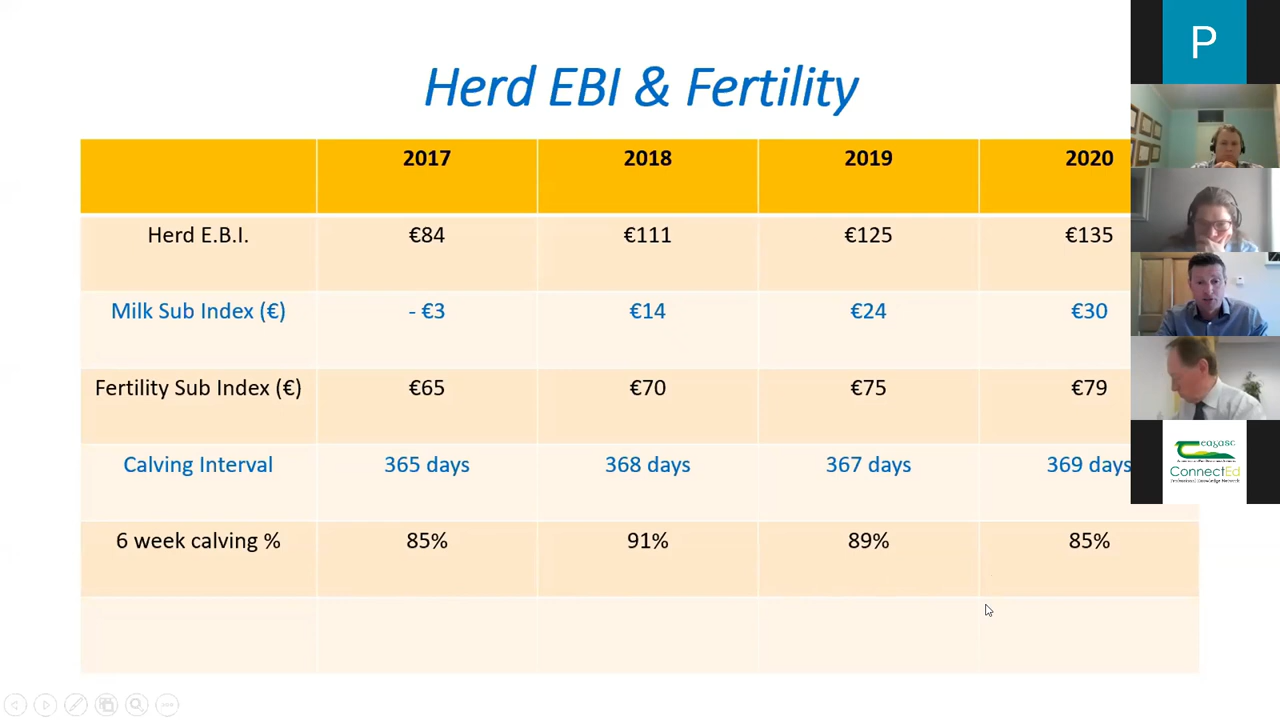 Herd EBI & Fertility
2017 2018 2019 2020
Herd E.B.I. €84 €111 €125 €135
Milk Sub Index (€) - €3 €14 €24 €30
Fertility Sub Index (€) €65 €70 €75 €79
Calving Interval 365 days 368 days 367 days 369 days
6 week calving % 85% 91% 89% 85%
P
teagasc
ConnectEd